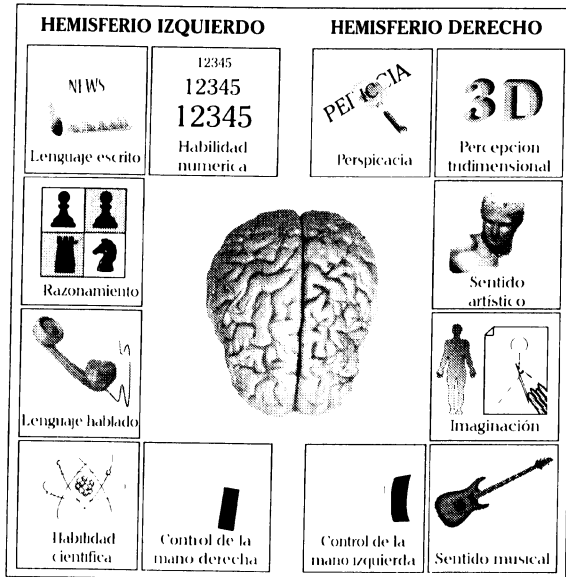 HEMISFERIO IZQUIERDO
HEMISFERIO DERECHO
NEWS
Lenguaje escrito
12345
12345
12345
Habilidad
numerica
Perspicacia
3D
Percepcion
tridimensional
Razonamiento
Sentido
artístico
Lenguaje hablado
Imaginación
Habilidad
cientifica
Control de la
mano derecha
Control de la
mano izquierda
Sentido musical